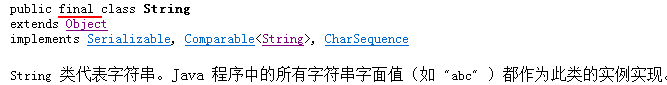 public final class String
extends Object
implements Serializable, Comparable<String>, CharSequence
String 类代表字符串。Java 程序中的所有字符串字面值（如 "abc" ）都作为此类的实例实现。